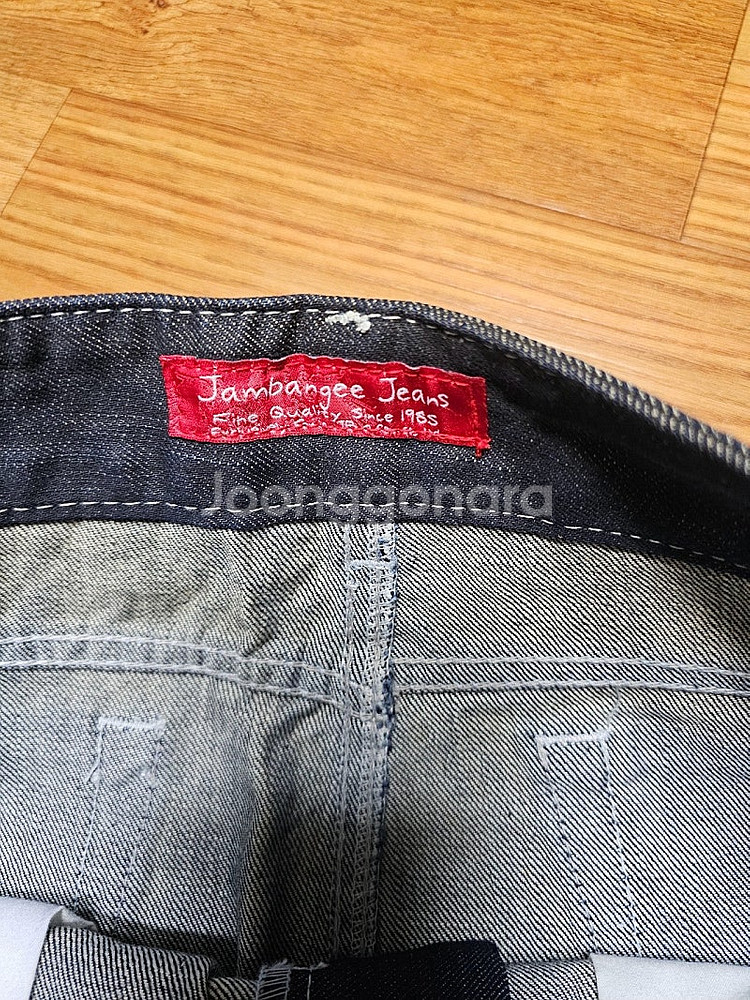 Jambangee Jeans
Fine Quality Since 1985
Joonggonara